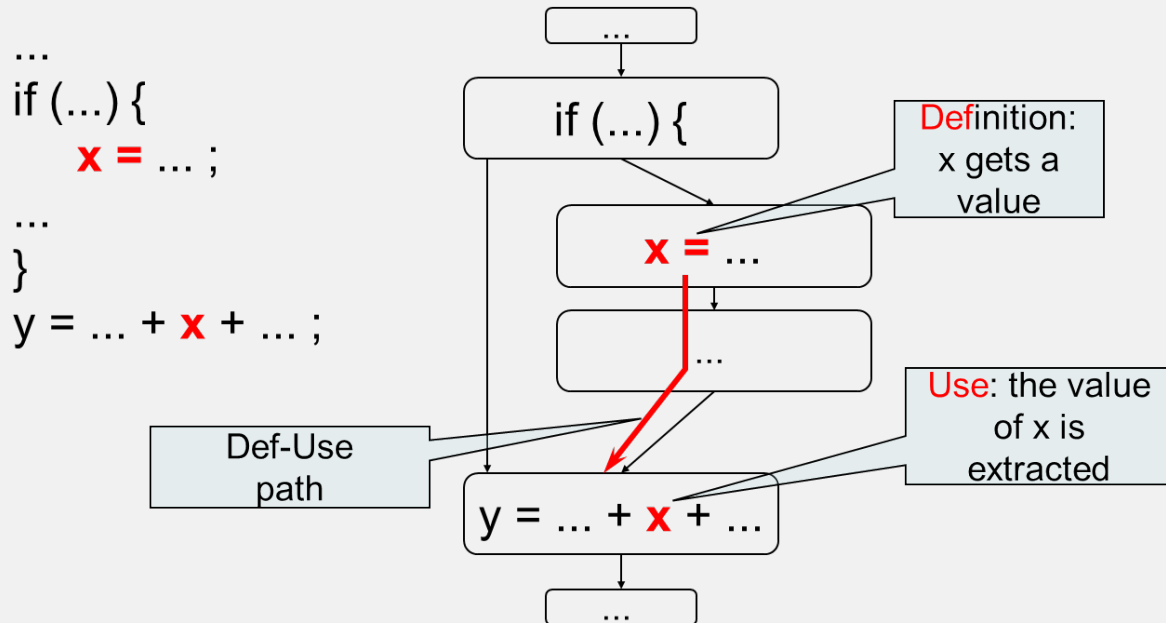 ...
if (...) {
x = ... ;
...
}
y = ... + x + ... ;
...
if (...) {
Definition:
x gets a
value
x = ...
...
Use: the value
of x is
extracted
Def-Use
path
y = ... + x + ...
...